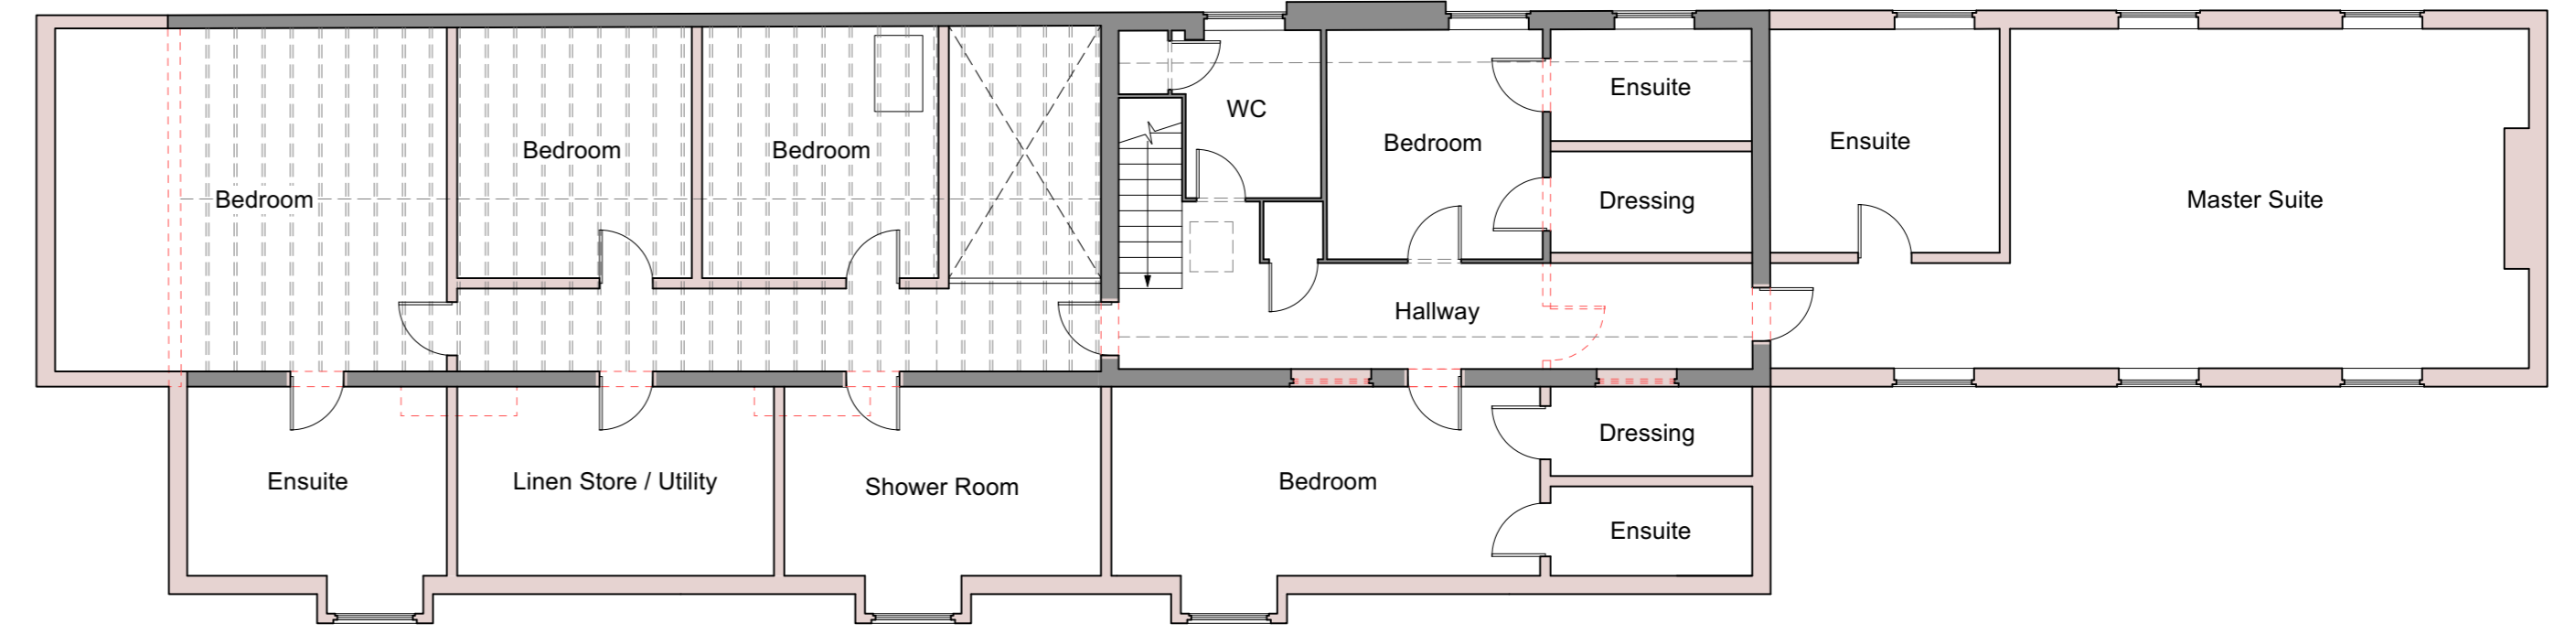 Bedroom
Bedroom
Bedroom
WC
Bedroom
Ensuite
Dressing
Ensuite
Master Suite
Hallway
Ensuite
Linen Store / Utility
Shower Room
Bedroom
Dressing
Ensuite